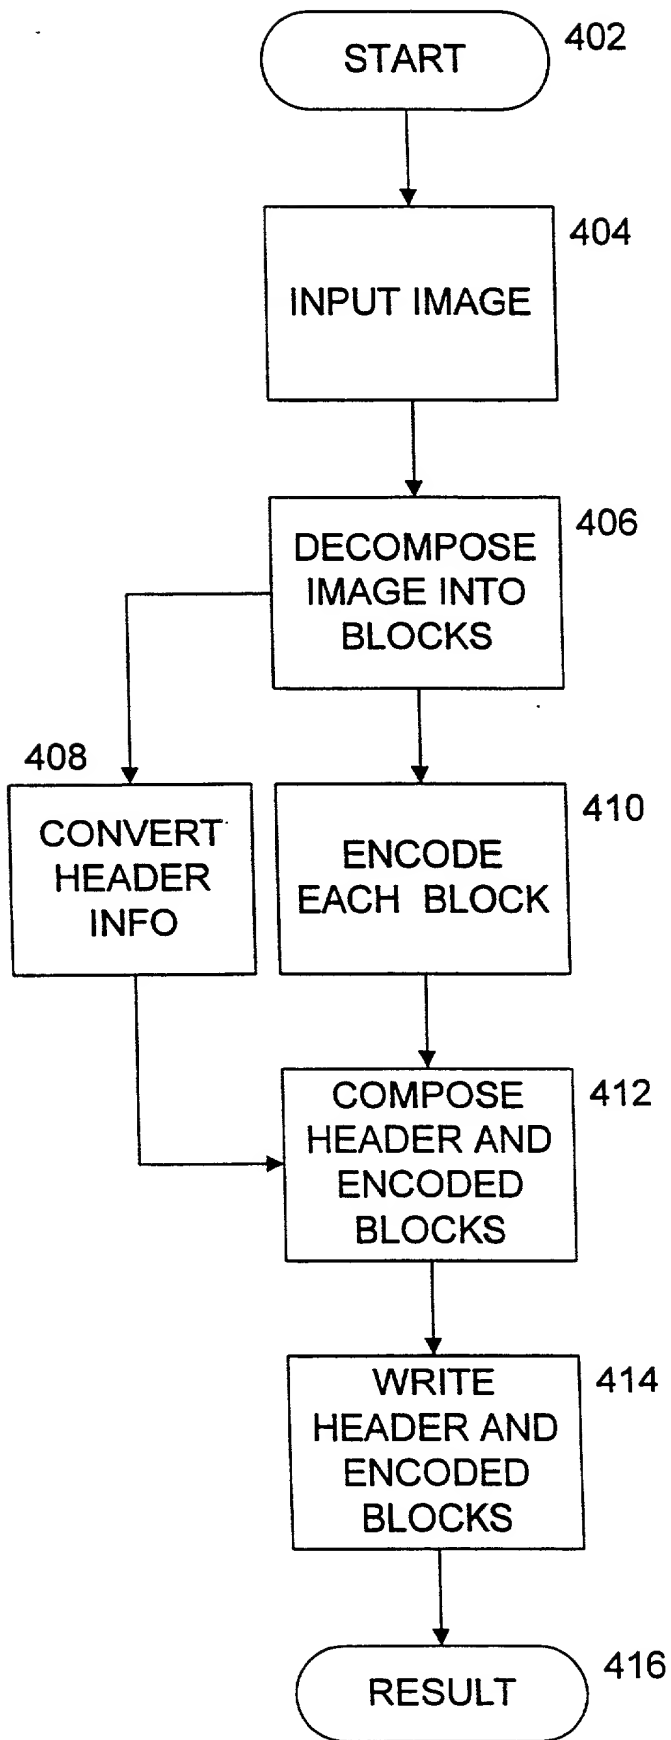 START
402
INPUT IMAGE
404
DECOMPOSE
IMAGE INTO
BLOCKS
406
408
CONVERT
HEADER
INFO
ENCODE
EACH BLOCK
410
COMPOSE
HEADER AND
ENCODED
BLOCKS
412
WRITE
HEADER AND
ENCODED
BLOCKS
414
RESULT
416